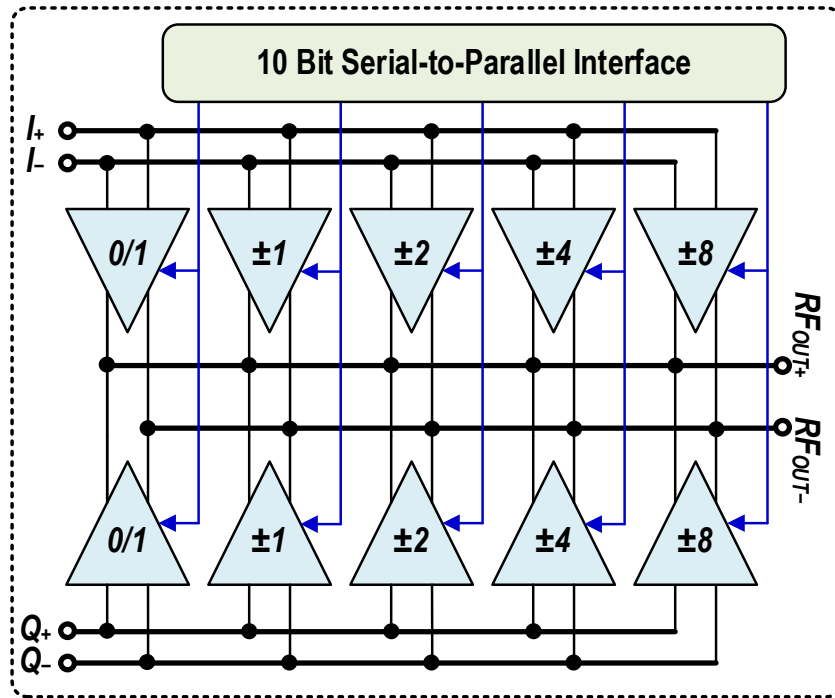 10 Bit Serial-to-Parallel Interface
I+
I−
0/1 ±1 ±2 ±4 ±8
RFOUT+
RFOUT−
0/1 ±1 ±2 ±4 ±8
Q+
Q−